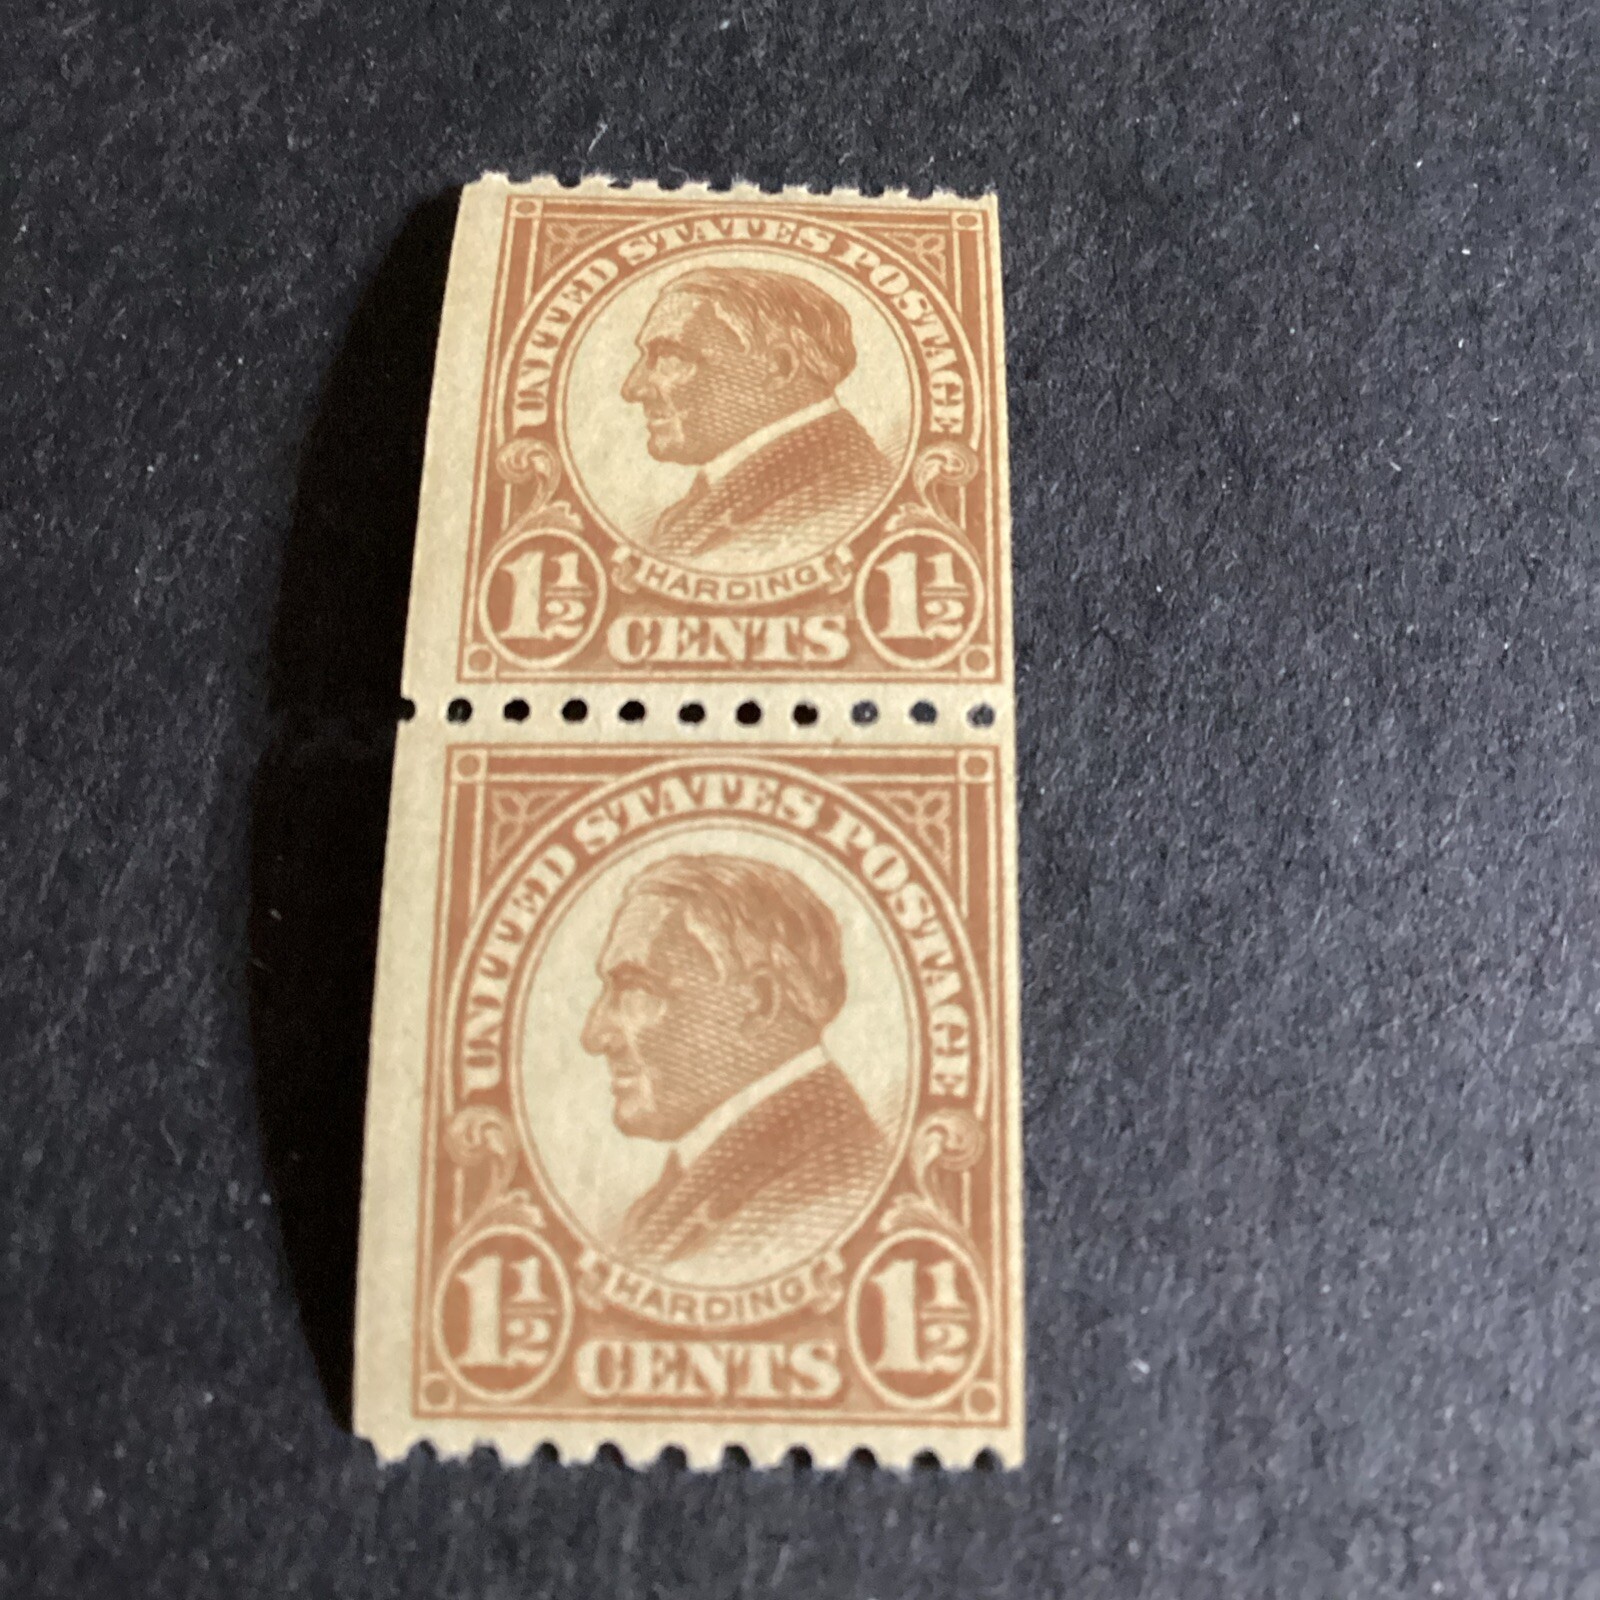 UNITED STATES POSTAGE
HARDING
1½ CENTS 1½
UNITED STATES POSTAGE
HARDING
1½ CENTS 1½